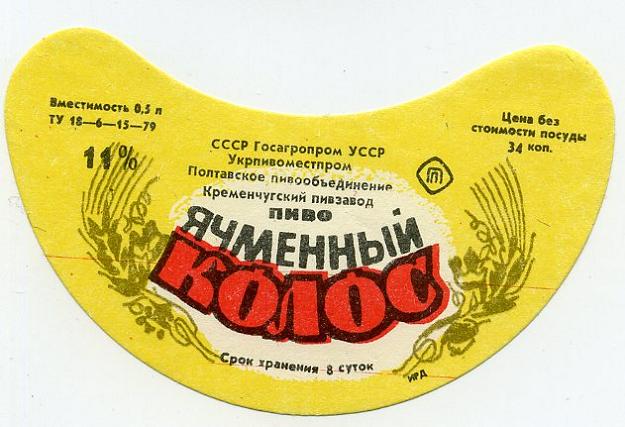 Вместимость 0,5 л
ТУ 18—6—15—79
11%
СССР Госагропром УССР
Укрпивоместпром
Полтавское пивообъединение
Кременчугский пивзавод
ПИВО
ЯЧМЕННЫЙ
КОЛОС
Срок хранения 8 суток
Цена без
стоимости посуды
34 коп.
ИРД